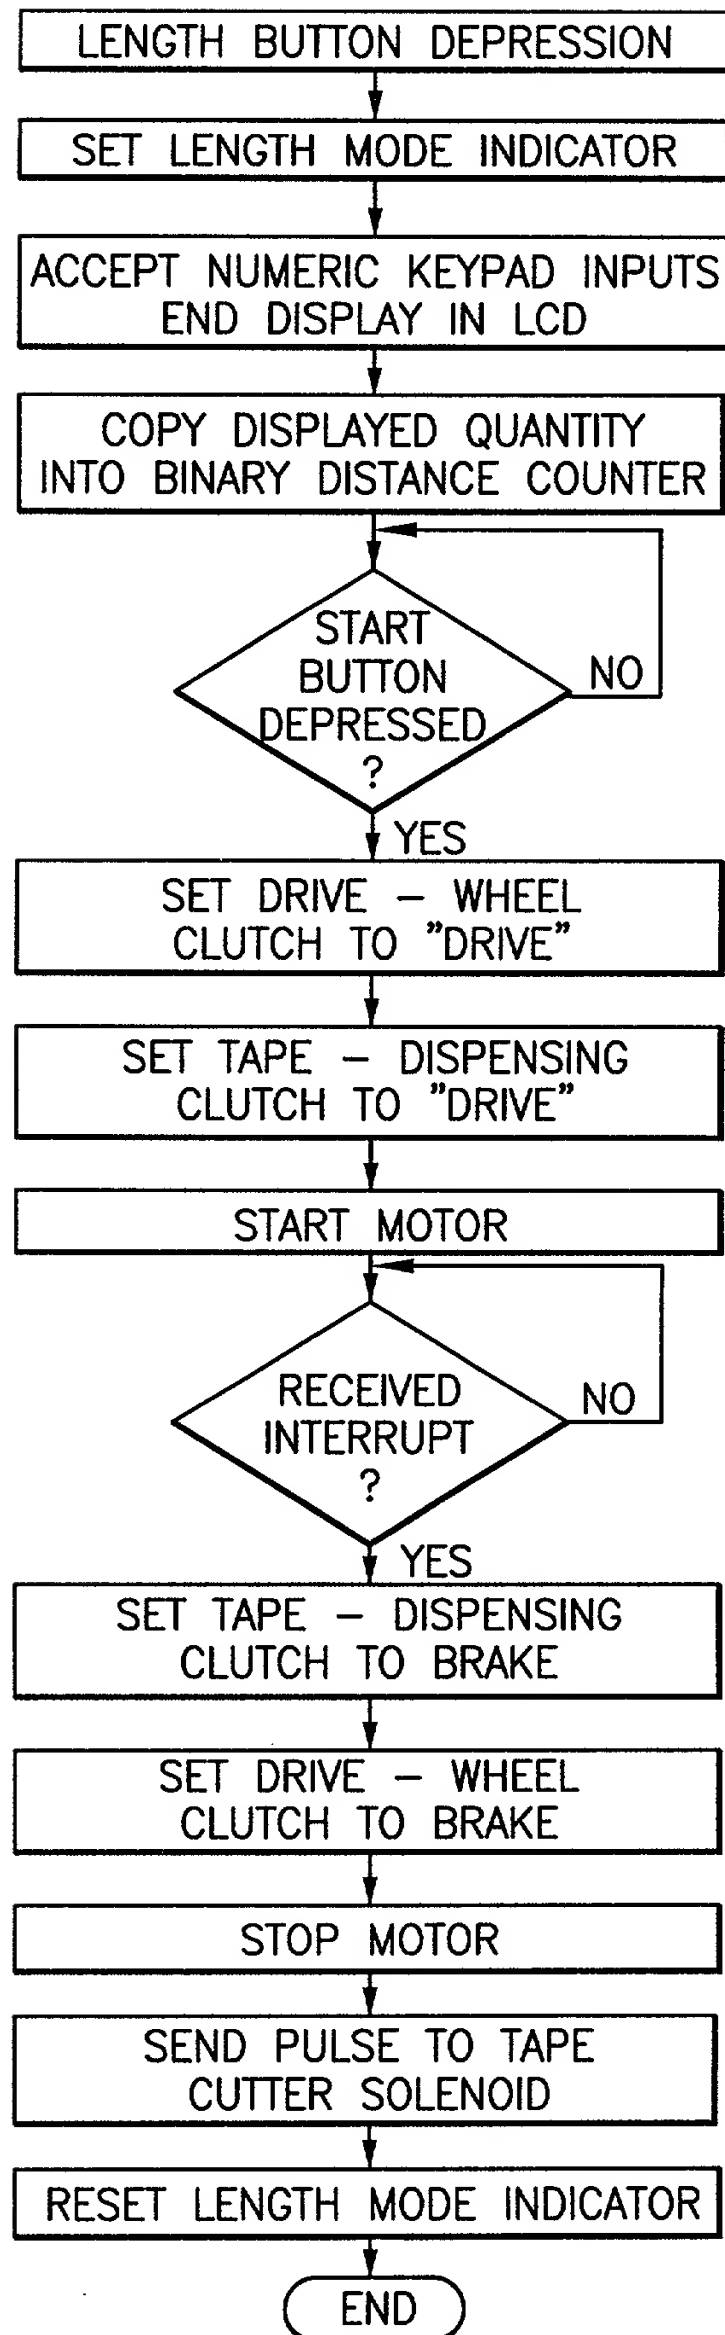 LENGTH BUTTON DEPRESSION
SET LENGTH MODE INDICATOR
ACCEPT NUMERIC KEYPAD INPUTS
END DISPLAY IN LCD
COPY DISPLAYED QUANTITY
INTO BINARY DISTANCE COUNTER
START
BUTTON
DEPRESSED
?
NO
YES
SET DRIVE – WHEEL
CLUTCH TO "DRIVE"
SET TAPE – DISPENSING
CLUTCH TO "DRIVE"
START MOTOR
RECEIVED
INTERRUPT
?
NO
YES
SET TAPE – DISPENSING
CLUTCH TO BRAKE
SET DRIVE – WHEEL
CLUTCH TO BRAKE
STOP MOTOR
SEND PULSE TO TAPE
CUTTER SOLENOID
RESET LENGTH MODE INDICATOR
END